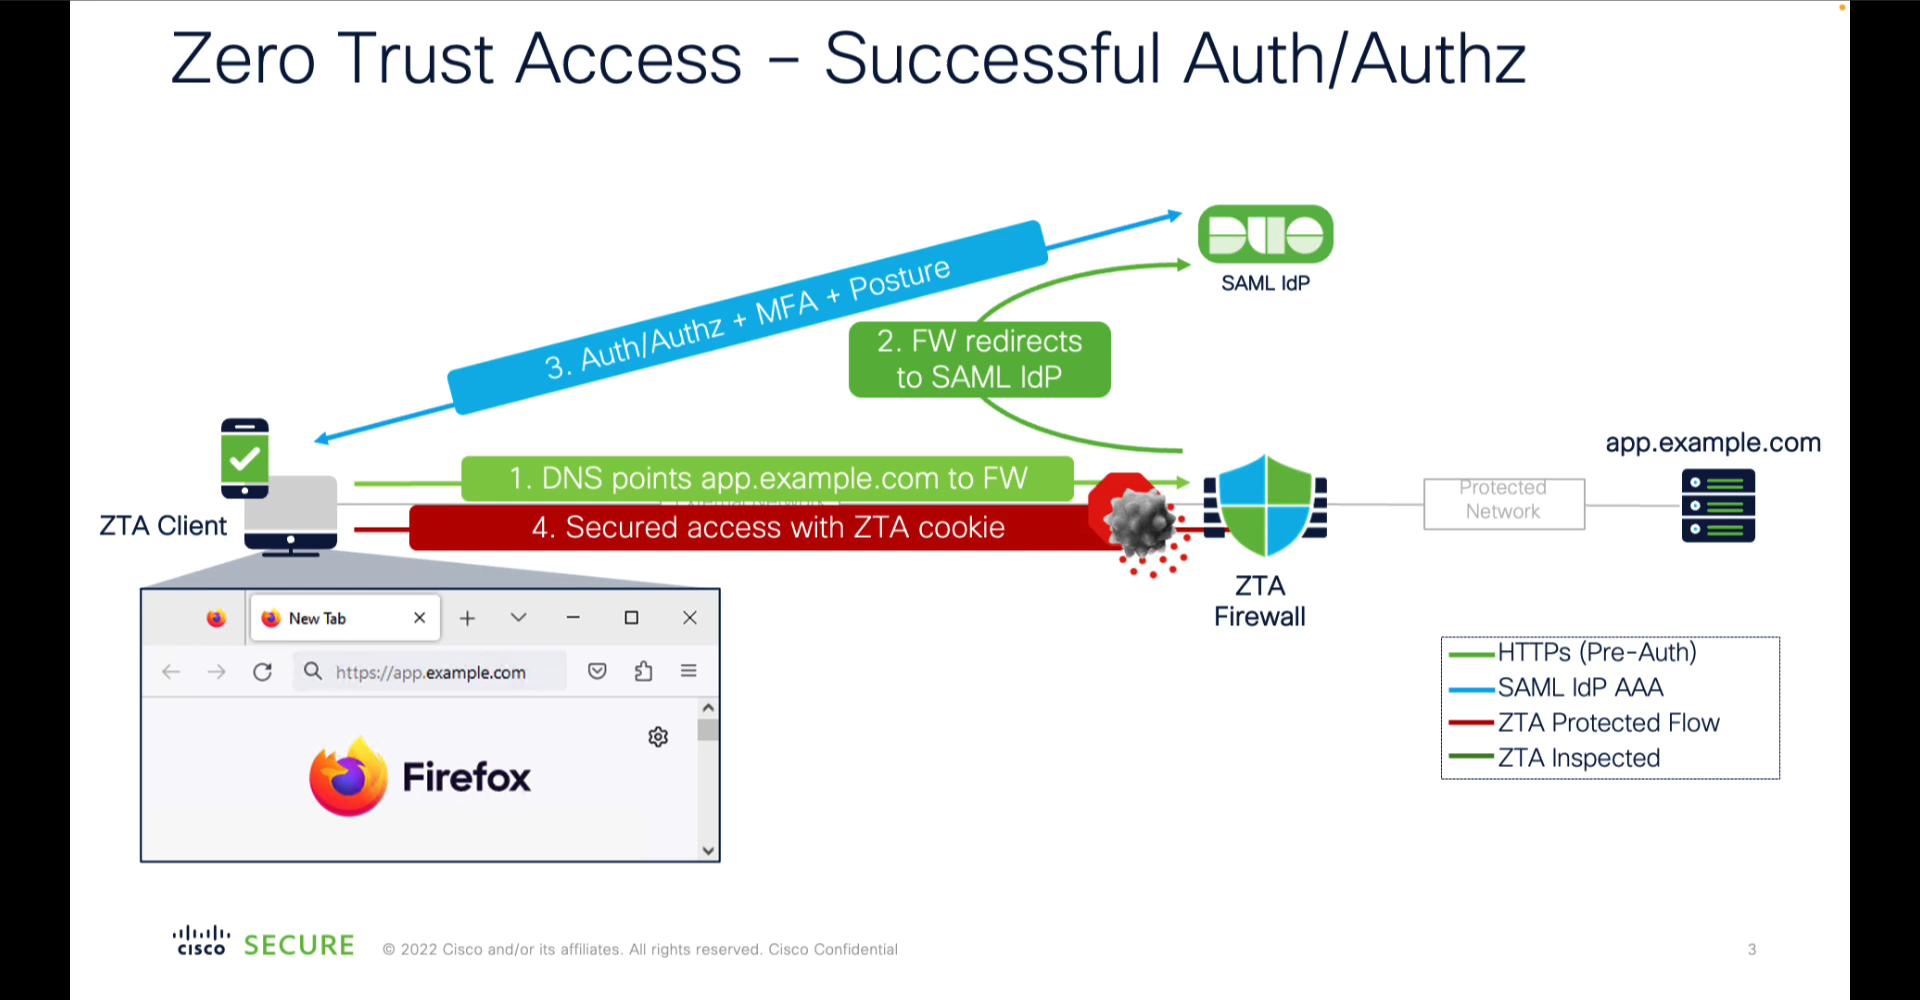 Zero Trust Access – Successful Auth/Authz
DUO
SAML IdP
3. Auth/Authz + MFA + Posture
2. FW redirects
to SAML IdP
app.example.com
1. DNS points app.example.com to FW
Protected
Network
4. Secured access with ZTA cookie
ZTA Client
ZTA
Firewall
New Tab
https://app.example.com
Firefox
HTTPs (Pre-Auth)
SAML IdP AAA
ZTA Protected Flow
ZTA Inspected
cisco SECURE
© 2022 Cisco and/or its affiliates. All rights reserved. Cisco Confidential
3